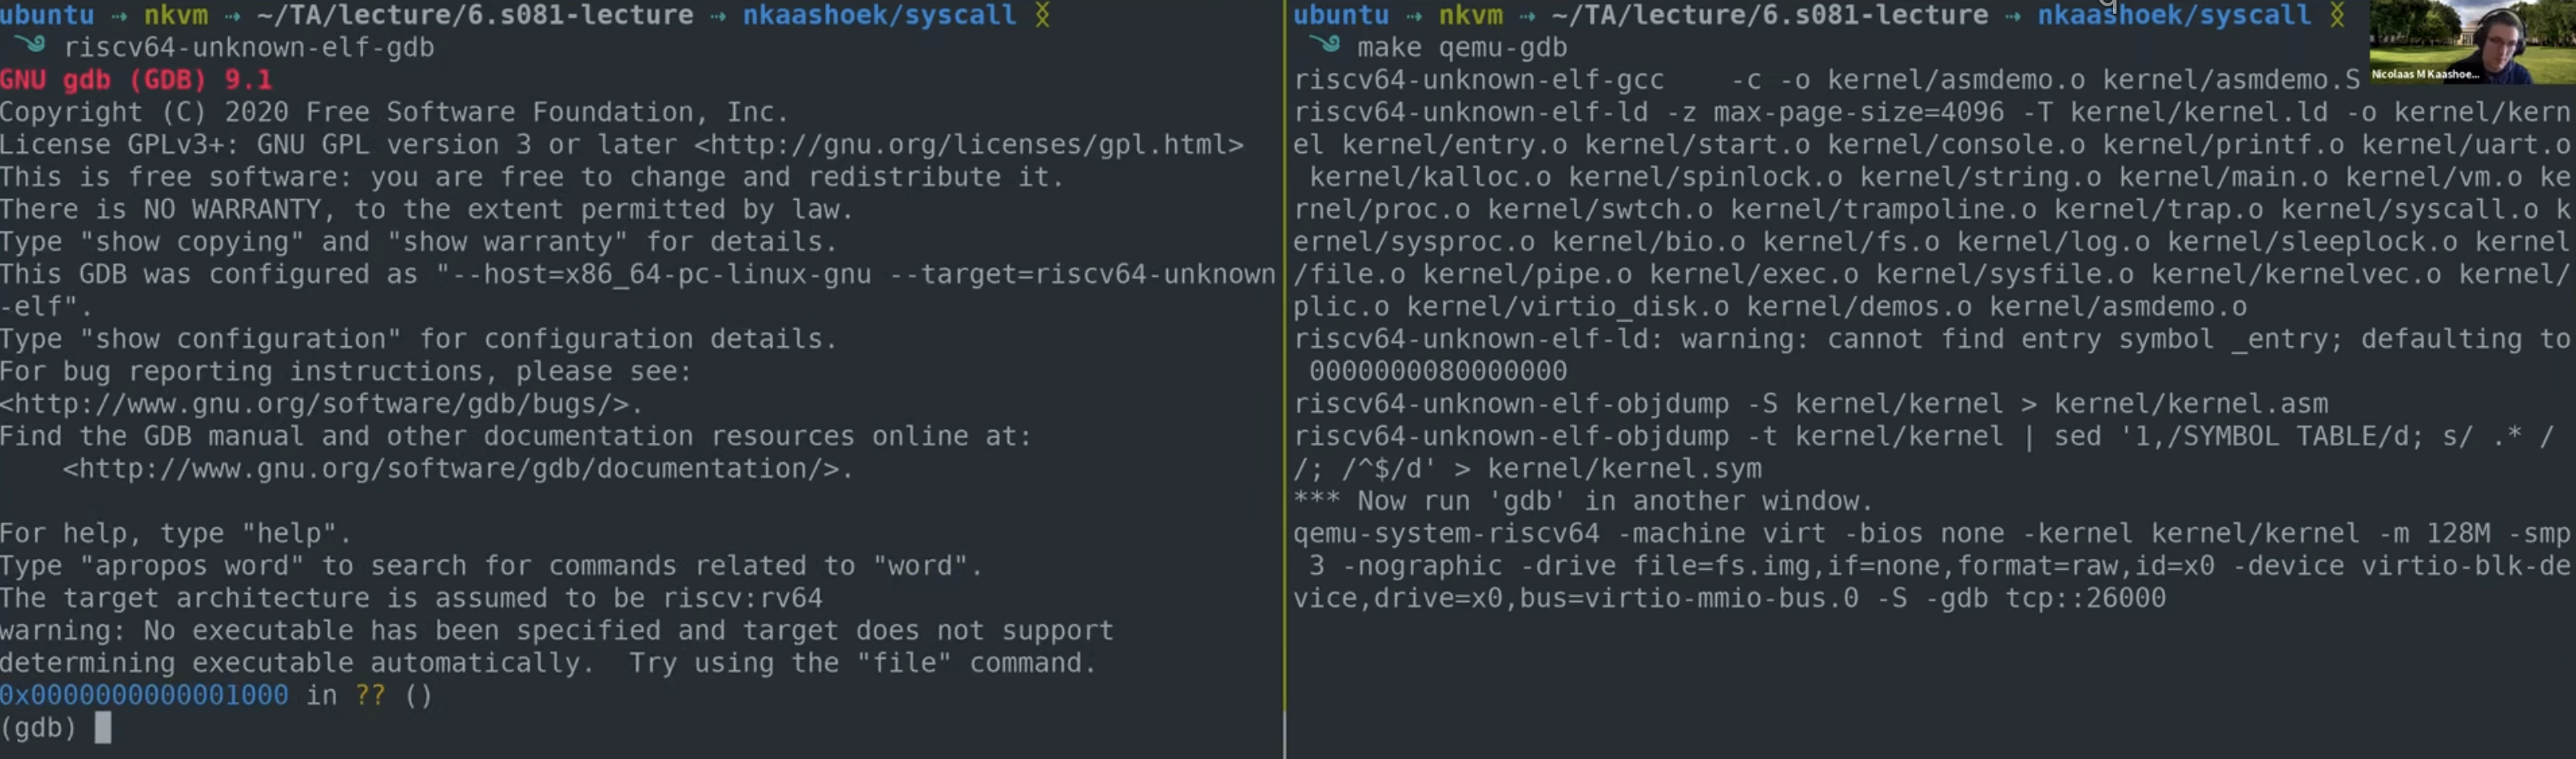 ubuntu → nkvm → ~/TA/lecture/6.s081-lecture → nkaashoek/syscall
riscv64-unknown-elf-gdb
GNU gdb (GDB) 9.1
Copyright (C) 2020 Free Software Foundation, Inc.
License GPLv3+: GNU GPL version 3 or later <http://gnu.org/licenses/gpl.html>
This is free software: you are free to change and redistribute it.
There is NO WARRANTY, to the extent permitted by law.
Type "show copying" and "show warranty" for details.
This GDB was configured as "--host=x86_64-pc-linux-gnu --target=riscv64-unknown
-elf".
Type "show configuration" for configuration details.
For bug reporting instructions, please see:
<http://www.gnu.org/software/gdb/bugs/>.
Find the GDB manual and other documentation resources online at:
    <http://www.gnu.org/software/gdb/documentation/>.
For help, type "help".
Type "apropos word" to search for commands related to "word".
The target architecture is assumed to be riscv:rv64
warning: No executable has been specified and target does not support
determining executable automatically.  Try using the "file" command.
0x0000000000001000 in ?? ()
(gdb)
ubuntu → nkvm → ~/TA/lecture/6.s081-lecture → nkaashoek/syscall
make qemu-gdb
riscv64-unknown-elf-gcc    -c -o kernel/asmdemo.o kernel/asmdemo.S
riscv64-unknown-elf-ld -z max-page-size=4096 -T kernel/kernel.ld -o kernel/kern
el kernel/entry.o kernel/start.o kernel/console.o kernel/printf.o kernel/uart.o
 kernel/kalloc.o kernel/spinlock.o kernel/string.o kernel/main.o kernel/vm.o ke
rnel/proc.o kernel/swtch.o kernel/trampoline.o kernel/trap.o kernel/syscall.o k
ernel/sysproc.o kernel/bio.o kernel/fs.o kernel/log.o kernel/sleeplock.o kernel
/file.o kernel/pipe.o kernel/exec.o kernel/sysfile.o kernel/kernelvec.o kernel/
plic.o kernel/virtio_disk.o kernel/demos.o kernel/asmdemo.o
riscv64-unknown-elf-ld: warning: cannot find entry symbol _entry; defaulting to
 0000000080000000
riscv64-unknown-elf-objdump -S kernel/kernel > kernel/kernel.asm
riscv64-unknown-elf-objdump -t kernel/kernel | sed '1,/SYMBOL TABLE/d; s/ .* /
/; /^$/d' > kernel/kernel.sym
*** Now run 'gdb' in another window.
qemu-system-riscv64 -machine virt -bios none -kernel kernel/kernel -m 128M -smp
 3 -nographic -drive file=fs.img,if=none,format=raw,id=x0 -device virtio-blk-de
vice,drive=x0,bus=virtio-mmio-bus.0 -S -gdb tcp::26000
Nicolaas M Kaashoe...